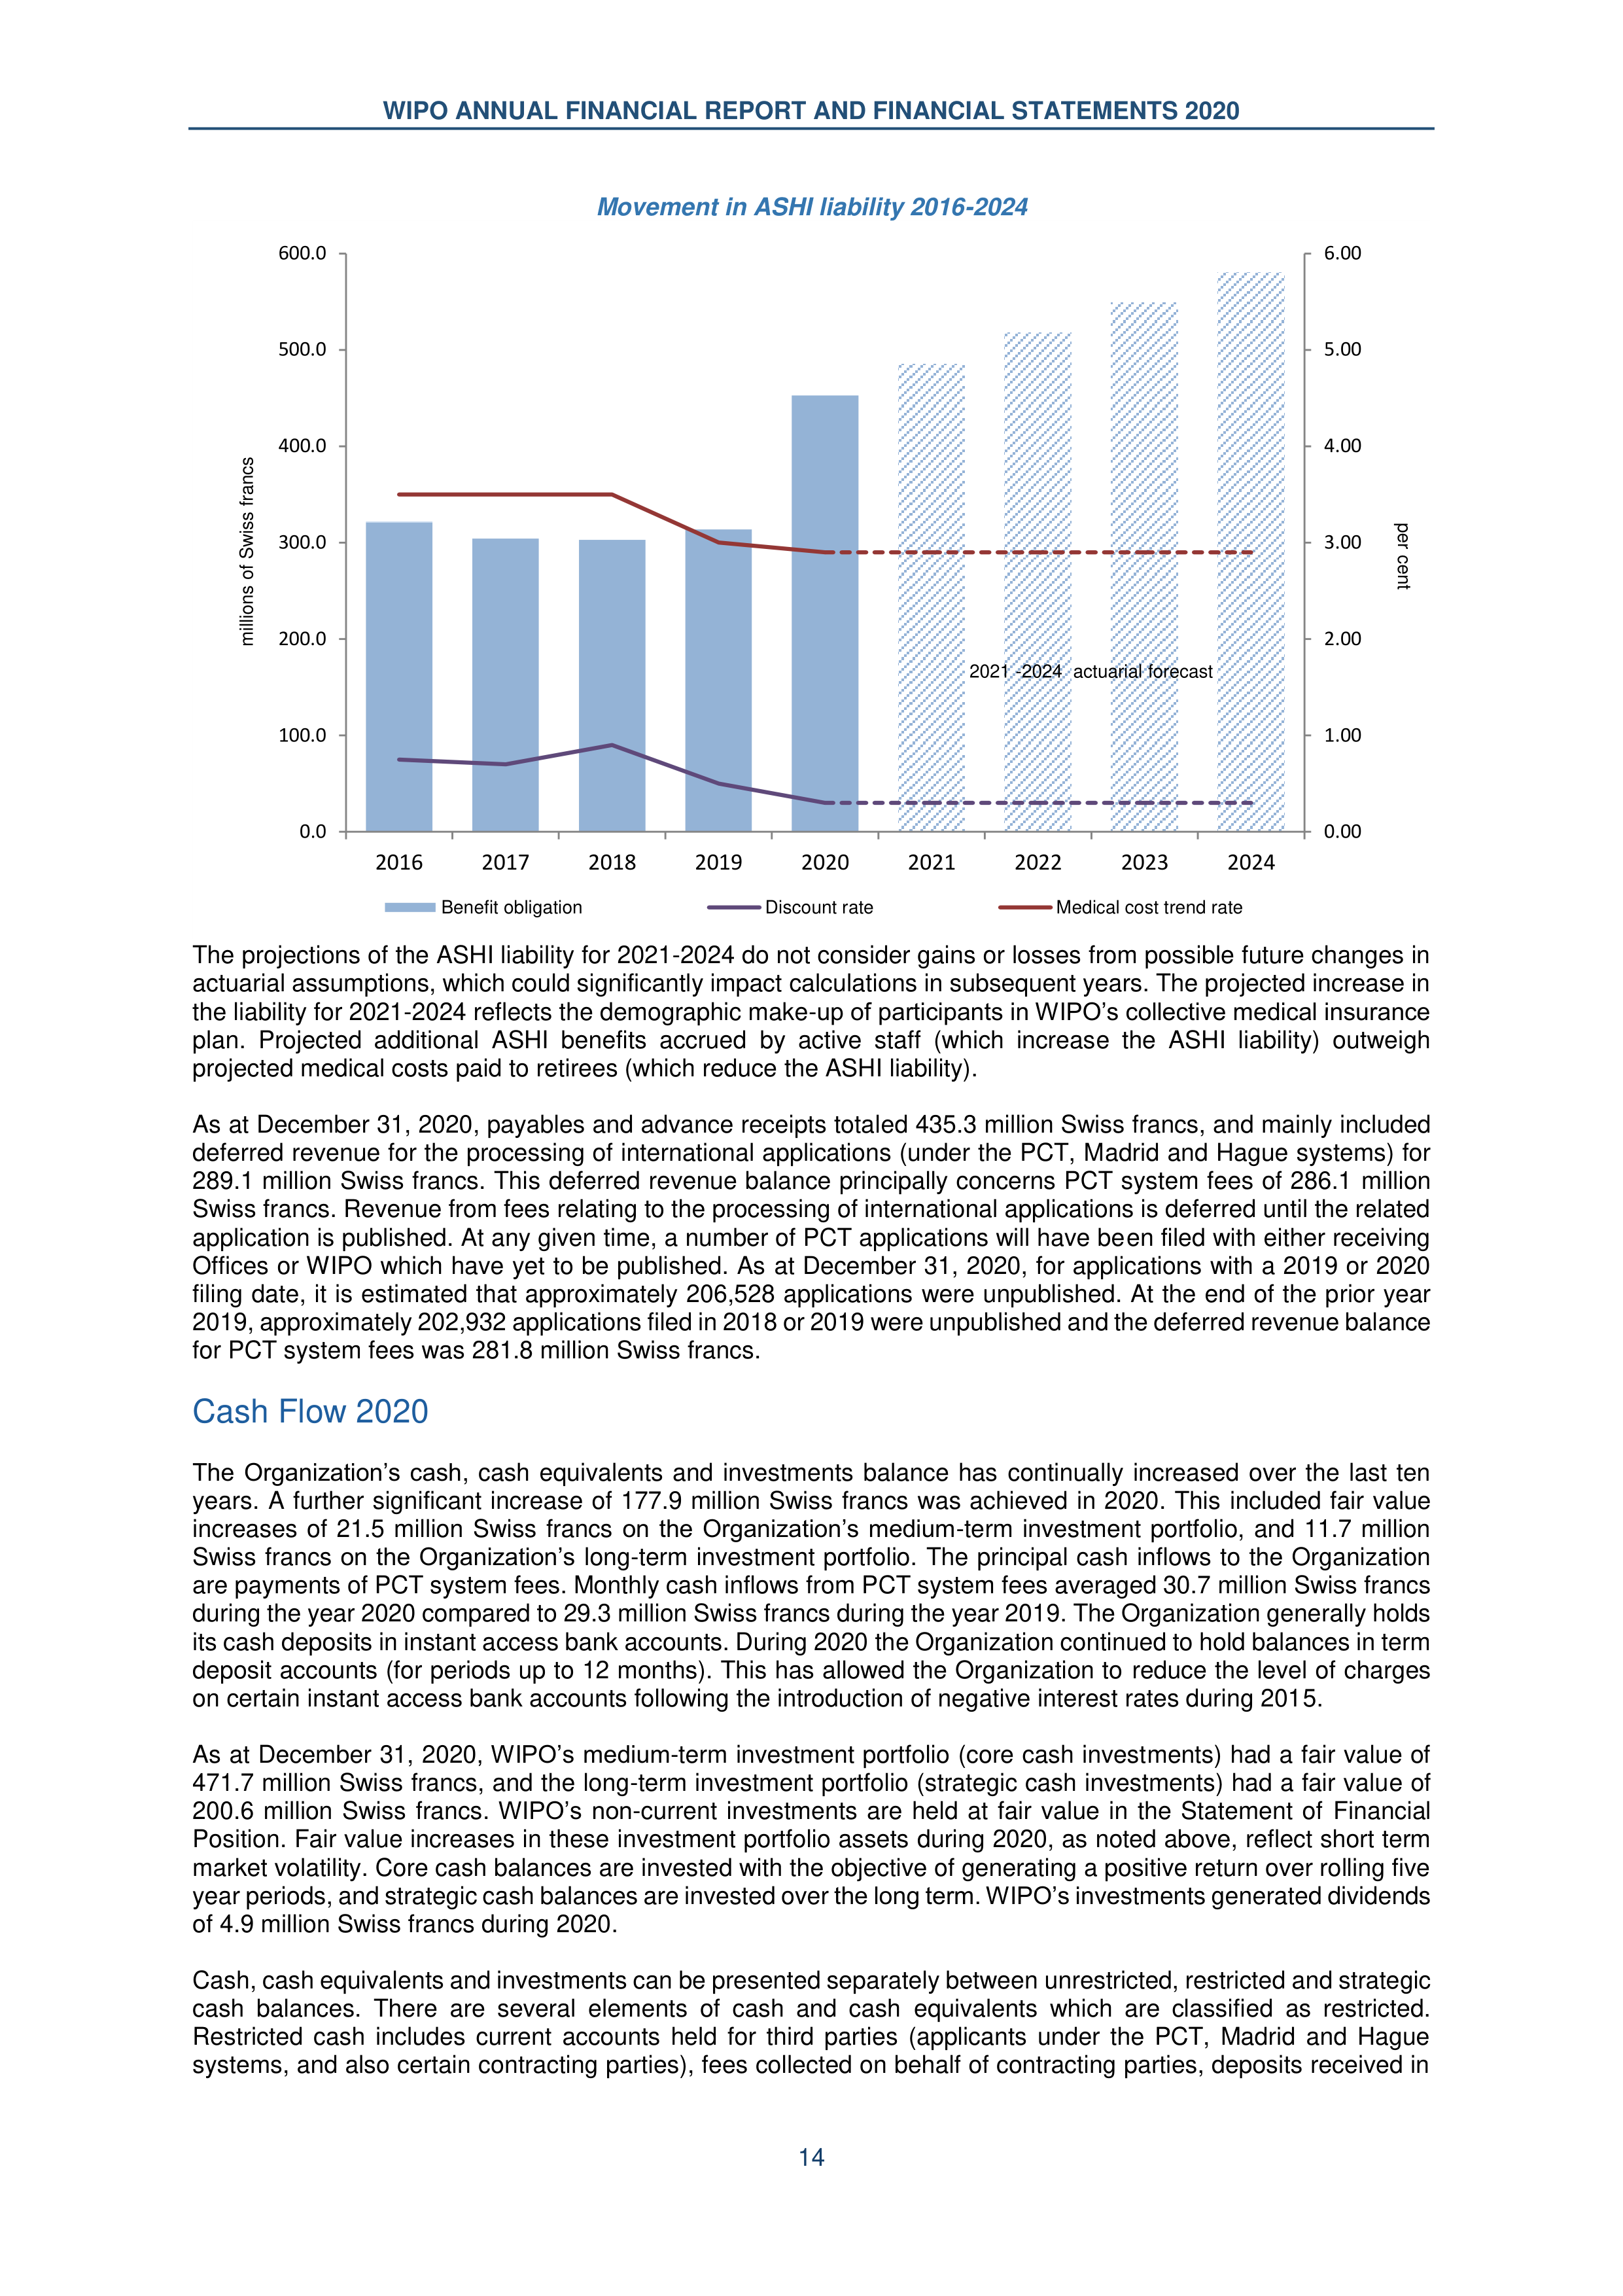 WIPO ANNUAL FINANCIAL REPORT AND FINANCIAL STATEMENTS 2020
Movement in ASHI liability 2016-2024
600.0
500.0
400.0
300.0
200.0
100.0
0.0
millions of Swiss francs
6.00
5.00
4.00
3.00
2.00
1.00
0.00
per cent
2021 -2024 actuarial forecast
2016 2017 2018 2019 2020 2021 2022 2023 2024
Benefit obligation Discount rate Medical cost trend rate
The projections of the ASHI liability for 2021-2024 do not consider gains or losses from possible future changes in
actuarial assumptions, which could significantly impact calculations in subsequent years. The projected increase in
the liability for 2021-2024 reflects the demographic make-up of participants in WIPO’s collective medical insurance
plan. Projected additional ASHI benefits accrued by active staff (which increase the ASHI liability) outweigh
projected medical costs paid to retirees (which reduce the ASHI liability).
As at December 31, 2020, payables and advance receipts totaled 435.3 million Swiss francs, and mainly included
deferred revenue for the processing of international applications (under the PCT, Madrid and Hague systems) for
289.1 million Swiss francs. This deferred revenue balance principally concerns PCT system fees of 286.1 million
Swiss francs. Revenue from fees relating to the processing of international applications is deferred until the related
application is published. At any given time, a number of PCT applications will have been filed with either receiving
Offices or WIPO which have yet to be published. As at December 31, 2020, for applications with a 2019 or 2020
filing date, it is estimated that approximately 206,528 applications were unpublished. At the end of the prior year
2019, approximately 202,932 applications filed in 2018 or 2019 were unpublished and the deferred revenue balance
for PCT system fees was 281.8 million Swiss francs.
Cash Flow 2020
The Organization’s cash, cash equivalents and investments balance has continually increased over the last ten
years. A further significant increase of 177.9 million Swiss francs was achieved in 2020. This included fair value
increases of 21.5 million Swiss francs on the Organization’s medium-term investment portfolio, and 11.7 million
Swiss francs on the Organization’s long-term investment portfolio. The principal cash inflows to the Organization
are payments of PCT system fees. Monthly cash inflows from PCT system fees averaged 30.7 million Swiss francs
during the year 2020 compared to 29.3 million Swiss francs during the year 2019. The Organization generally holds
its cash deposits in instant access bank accounts. During 2020 the Organization continued to hold balances in term
deposit accounts (for periods up to 12 months). This has allowed the Organization to reduce the level of charges
on certain instant access bank accounts following the introduction of negative interest rates during 2015.
As at December 31, 2020, WIPO’s medium-term investment portfolio (core cash investments) had a fair value of
471.7 million Swiss francs, and the long-term investment portfolio (strategic cash investments) had a fair value of
200.6 million Swiss francs. WIPO’s non-current investments are held at fair value in the Statement of Financial
Position. Fair value increases in these investment portfolio assets during 2020, as noted above, reflect short term
market volatility. Core cash balances are invested with the objective of generating a positive return over rolling five
year periods, and strategic cash balances are invested over the long term. WIPO’s investments generated dividends
of 4.9 million Swiss francs during 2020.
Cash, cash equivalents and investments can be presented separately between unrestricted, restricted and strategic
cash balances. There are several elements of cash and cash equivalents which are classified as restricted.
Restricted cash includes current accounts held for third parties (applicants under the PCT, Madrid and Hague
systems, and also certain contracting parties), fees collected on behalf of contracting parties, deposits received in
14